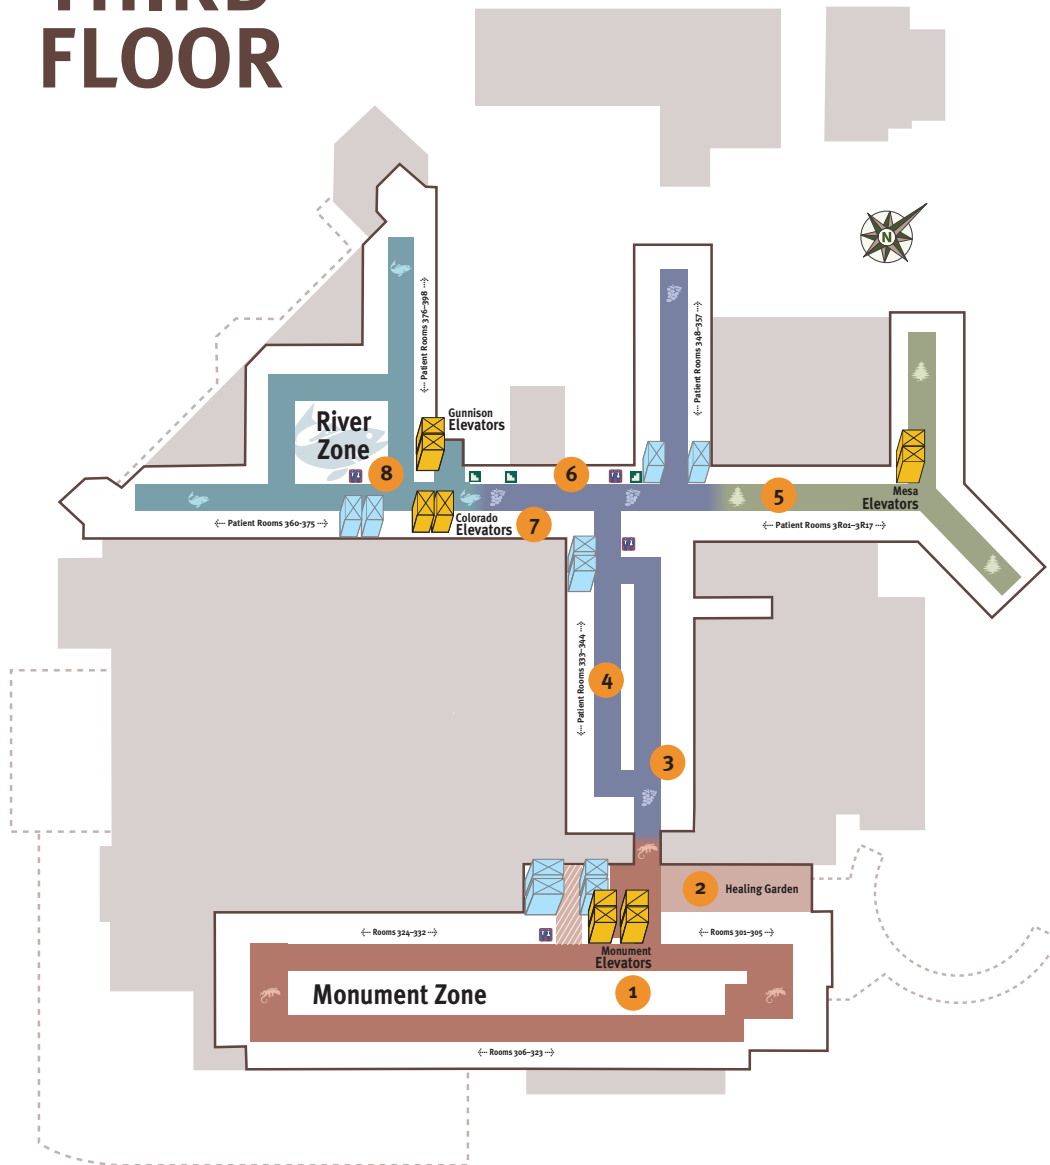 THIRD
FLOOR
N
‹··· Patient Rooms 376–398 ···›
‹··· Patient Rooms 348–357 ···›
Gunnison
Elevators
River
Zone
8
6
5
Mesa
Elevators
‹··· Patient Rooms 360-375 ···›
Colorado
Elevators
7
‹··· Patient Rooms 3R01–3R17 ···›
‹··· Patient Rooms 333–344 ···›
4
3
2
Healing Garden
‹··· Rooms 324–332 ···›
‹··· Rooms 301–305 ···›
Monument
Elevators
Monument Zone
1
‹··· Rooms 306–323 ···›